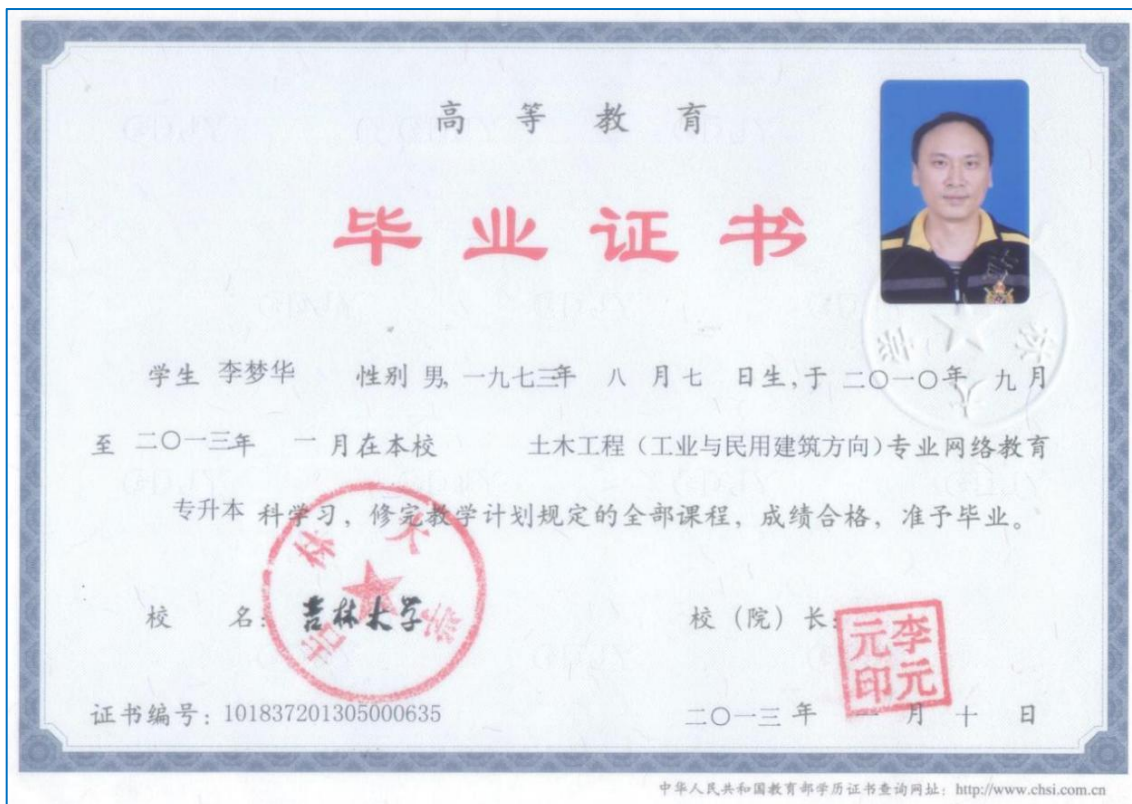 高等教育
毕业证书
学生 李梦华 性别 男, 一九七三年 八 月 七 日生, 于 二〇一〇年 九 月
至 二〇一三年 一 月在本校 土木工程（工业与民用建筑方向）专业网络教育
专升本 科学习，修完教学计划规定的全部课程，成绩合格，准予毕业。
校 名：吉林大学
吉林大学
校（院）长：
李元元印
证书编号：101837201305000635
二〇一三 年 一 月 十 日
中华人民共和国教育部学历证书查询网址：http://www.chsi.com.cn